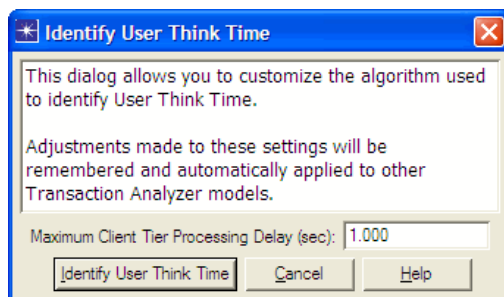 Identify User Think Time
This dialog allows you to customize the algorithm used
to identify User Think Time.
Adjustments made to these settings will be
remembered and automatically applied to other
Transaction Analyzer models.
Maximum Client Tier Processing Delay (sec): 1.000
Identify User Think Time Cancel Help